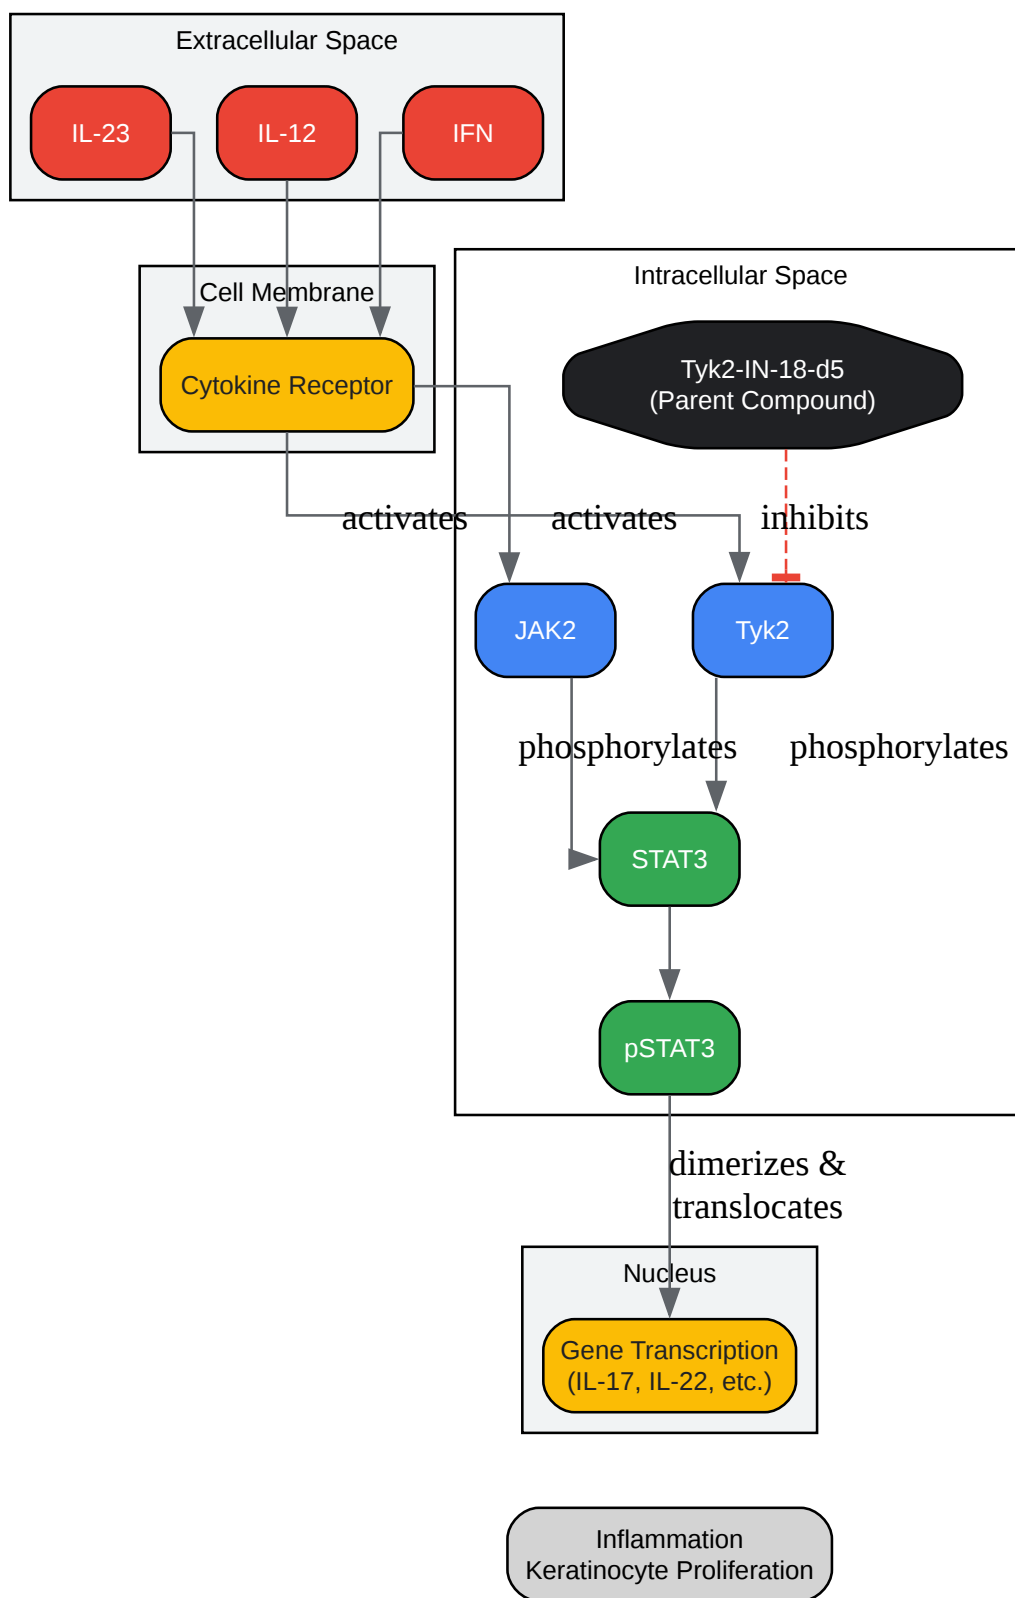 Extracellular Space
IL-23
IL-12
IFN
Cell Membrane
Cytokine Receptor
Intracellular Space
Tyk2-IN-18-d5
(Parent Compound)
activates
activates
inhibits
JAK2
Tyk2
phosphorylates
phosphorylates
STAT3
pSTAT3
dimerizes &
translocates
Nucleus
Gene Transcription
(IL-17, IL-22, etc.)
Inflammation
Keratinocyte Proliferation